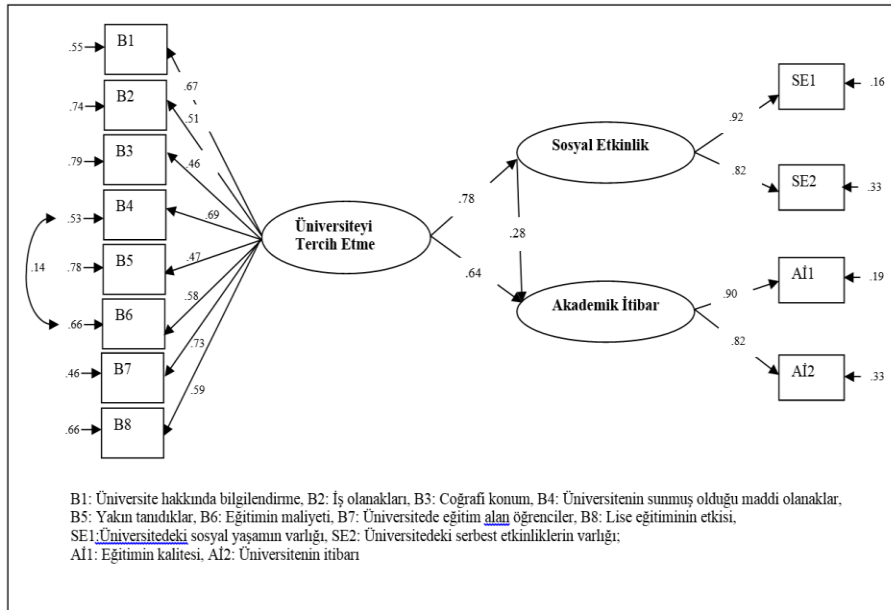 .55
B1
.67
.74
B2
.51
.79
B3
.46
.53
B4
.69
.14
.78
B5
.47
.66
B6
.58
.46
B7
.73
.66
B8
.59
Üniversiteyi
Tercih Etme
.78
.64
Sosyal Etkinlik
.28
Akademik İtibar
.92
SE1
.16
.82
SE2
.33
.90
Aİ1
.19
.82
Aİ2
.33
B1: Üniversite hakkında bilgilendirme, B2: İş olanakları, B3: Coğrafi konum, B4: Üniversitenin sunmuş olduğu maddi olanaklar,
B5: Yakın tanıdıklar, B6: Eğitimin maliyeti, B7: Üniversitede eğitim alan öğrenciler, B8: Lise eğitiminin etkisi,
SE1:Üniversitedeki sosyal yaşamın varlığı, SE2: Üniversitedeki serbest etkinliklerin varlığı;
Aİ1: Eğitimin kalitesi, Aİ2: Üniversitenin itibarı